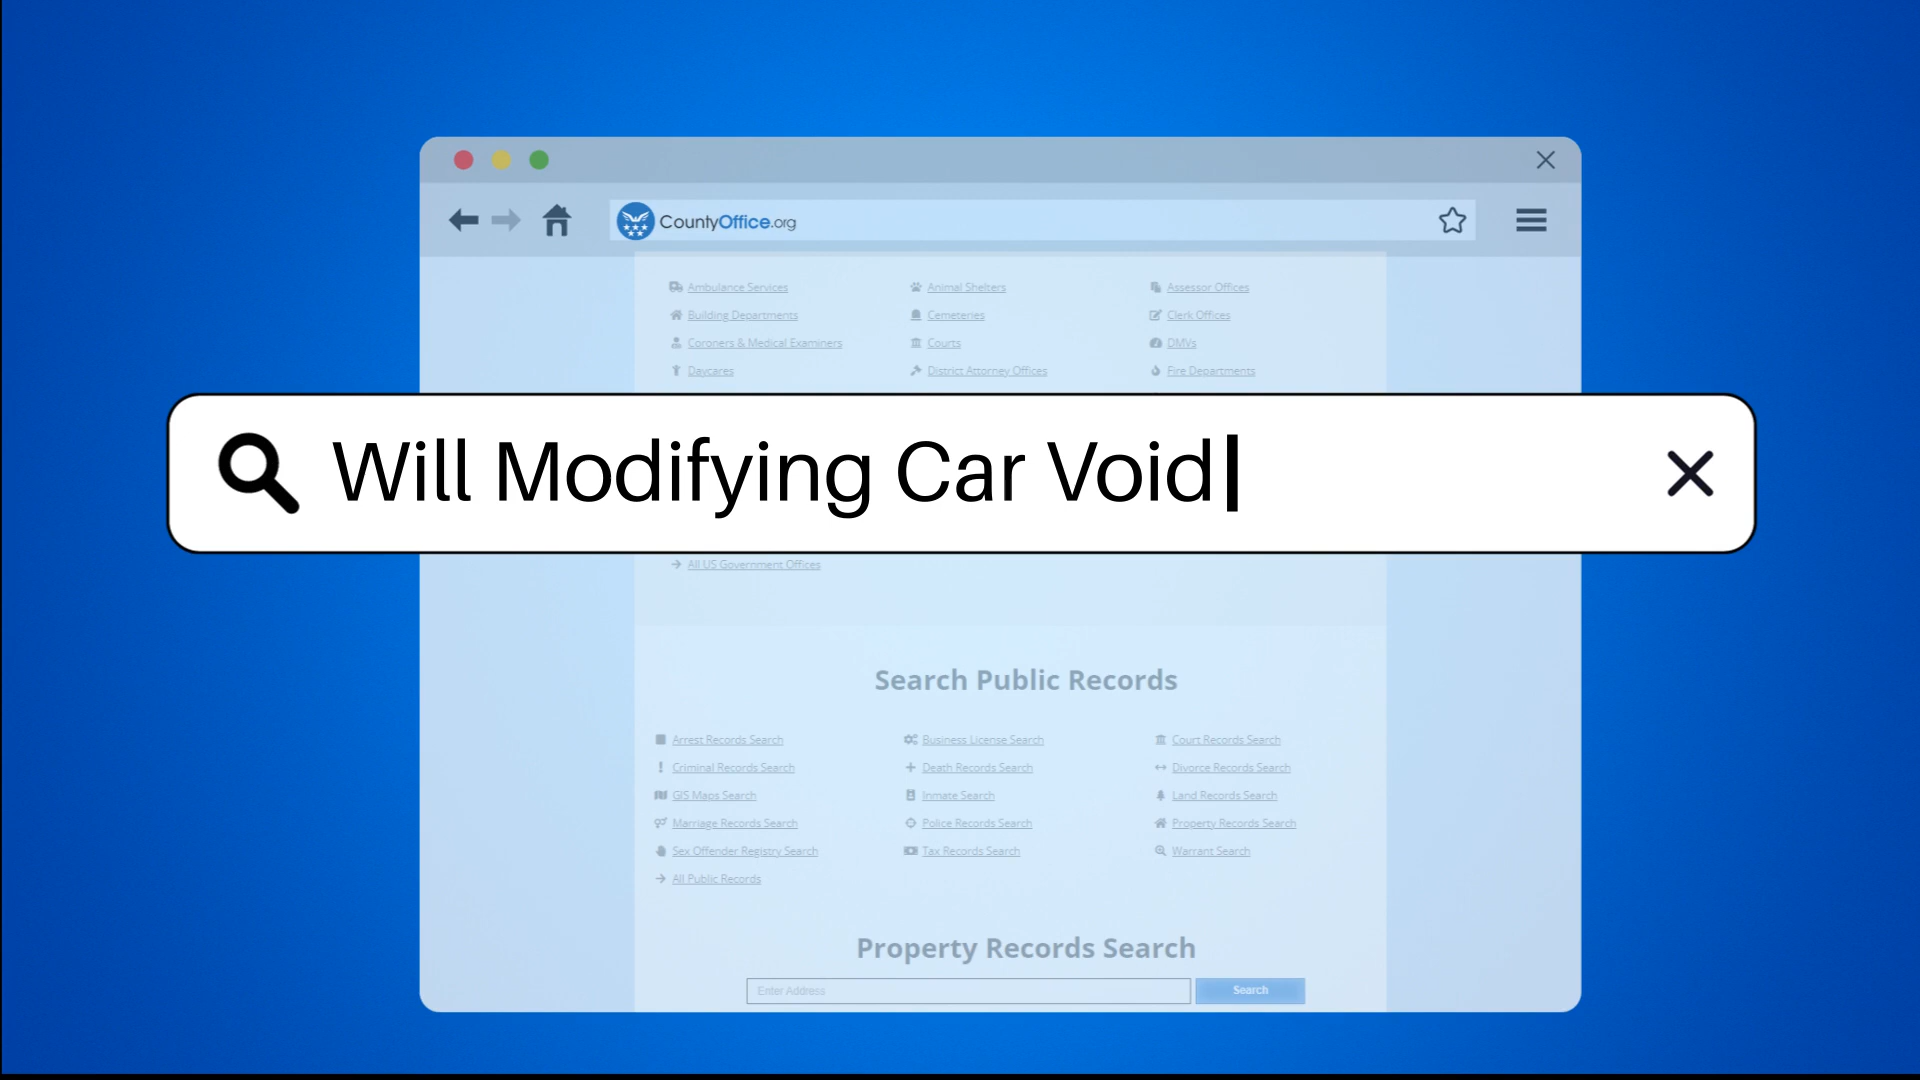 CountyOffice.org
Ambulance Services Animal Shelters Assessor Offices
Building Departments Cemeteries Clerk Offices
Coroners & Medical Examiners Courts DMVs
Daycares District Attorney Offices Fire Departments
Will Modifying Car Void
All US Government Offices
Search Public Records
Arrest Records Search Business License Search Court Records Search
Criminal Records Search Death Records Search Divorce Records Search
GIS Maps Search Inmate Search Land Records Search
Marriage Records Search Police Records Search Property Records Search
Sex Offender Registry Search Tax Records Search Warrant Search
All Public Records
Property Records Search
Enter Address Search